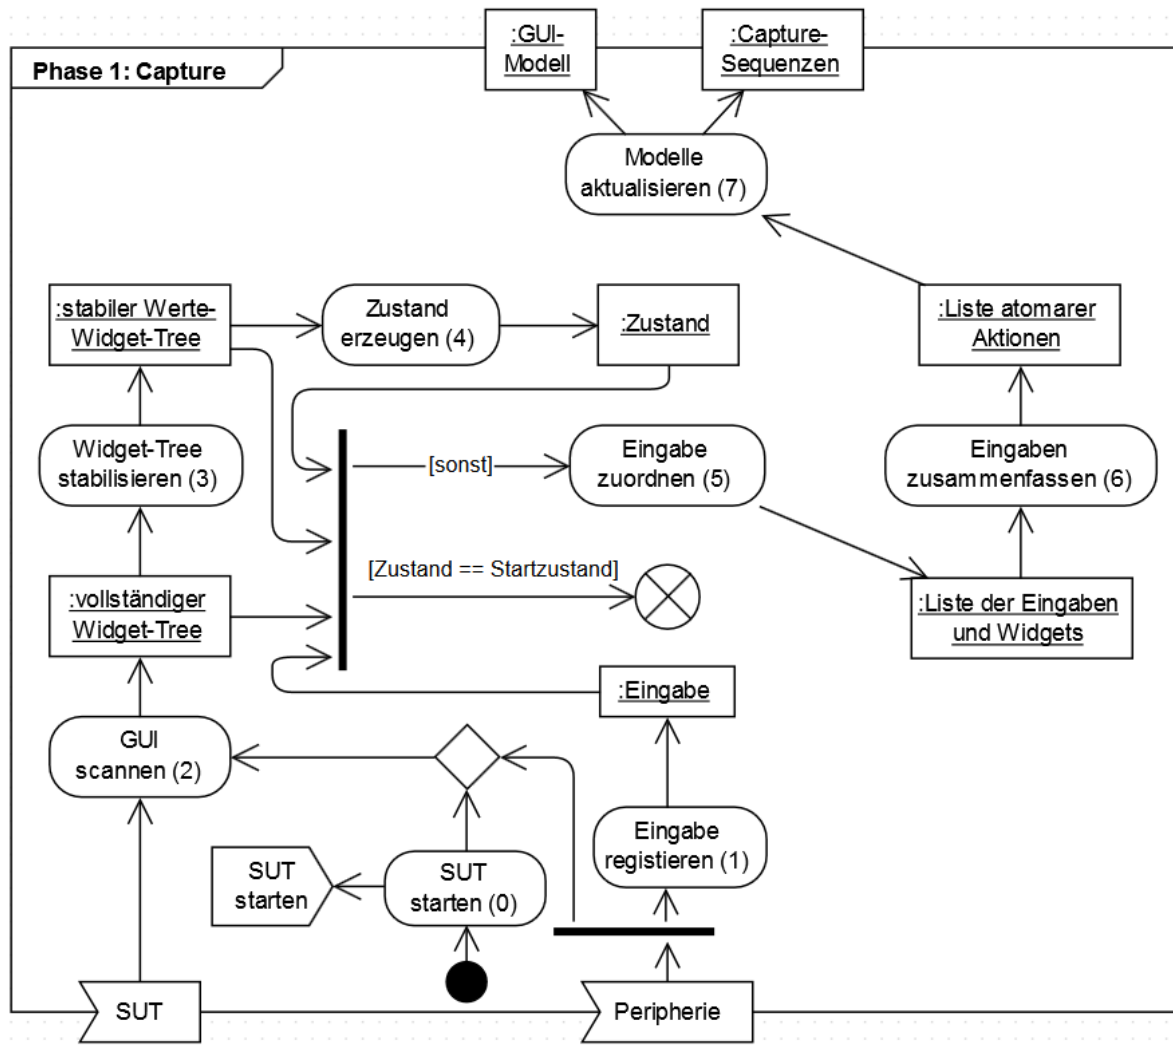 Phase 1: Capture
:GUI-
Modell
:Capture-
Sequenzen
Modelle
aktualisieren (7)
:stabiler Werte-
Widget-Tree
Zustand
erzeugen (4)
:Zustand
:Liste atomarer
Aktionen
Widget-Tree
stabilisieren (3)
[sonst]
Eingabe
zuordnen (5)
Eingaben
zusammenfassen (6)
[Zustand == Startzustand]
:vollständiger
Widget-Tree
:Liste der Eingaben
und Widgets
:Eingabe
GUI
scannen (2)
Eingabe
registieren (1)
SUT
starten
SUT
starten (0)
SUT
Peripherie